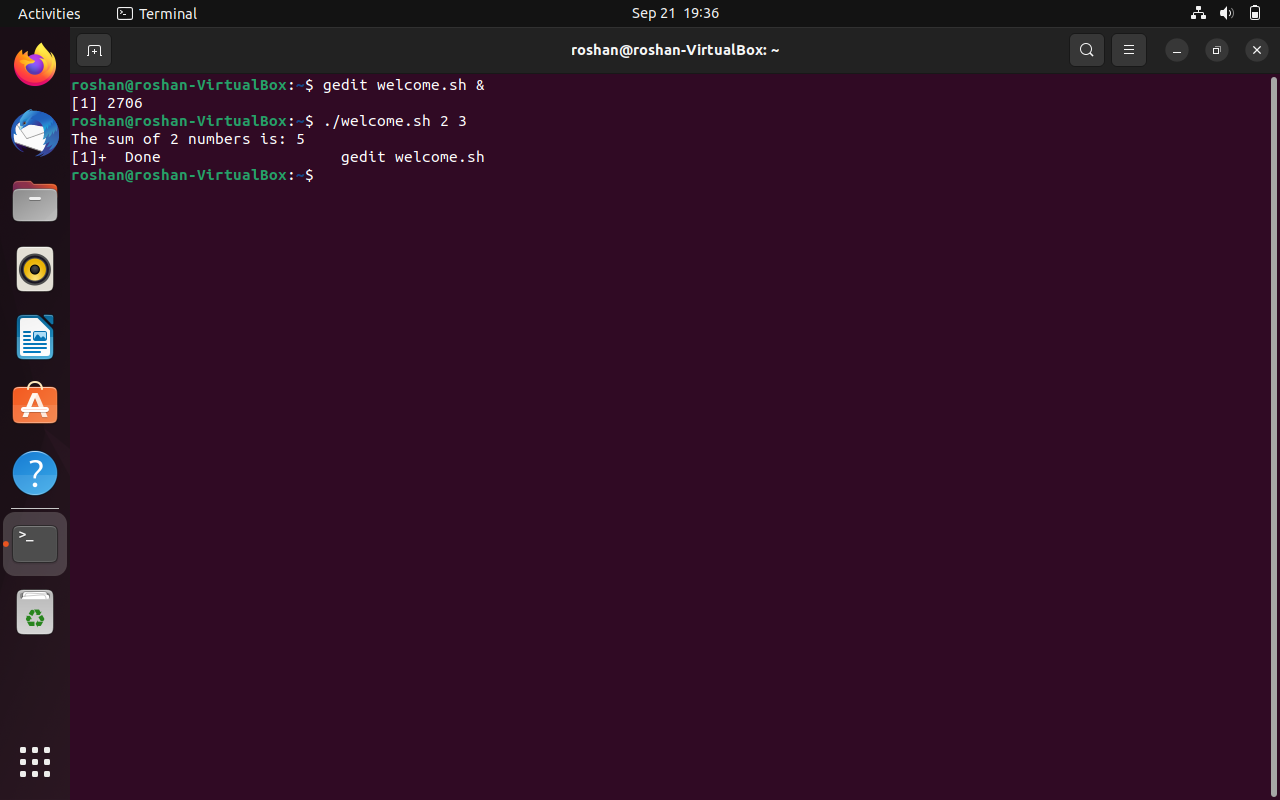 Activities Terminal Sep 21 19:36
roshan@roshan-VirtualBox: ~
roshan@roshan-VirtualBox:~$ gedit welcome.sh &
[1] 2706
roshan@roshan-VirtualBox:~$ ./welcome.sh 2 3
The sum of 2 numbers is: 5
[1]+  Done                    gedit welcome.sh
roshan@roshan-VirtualBox:~$